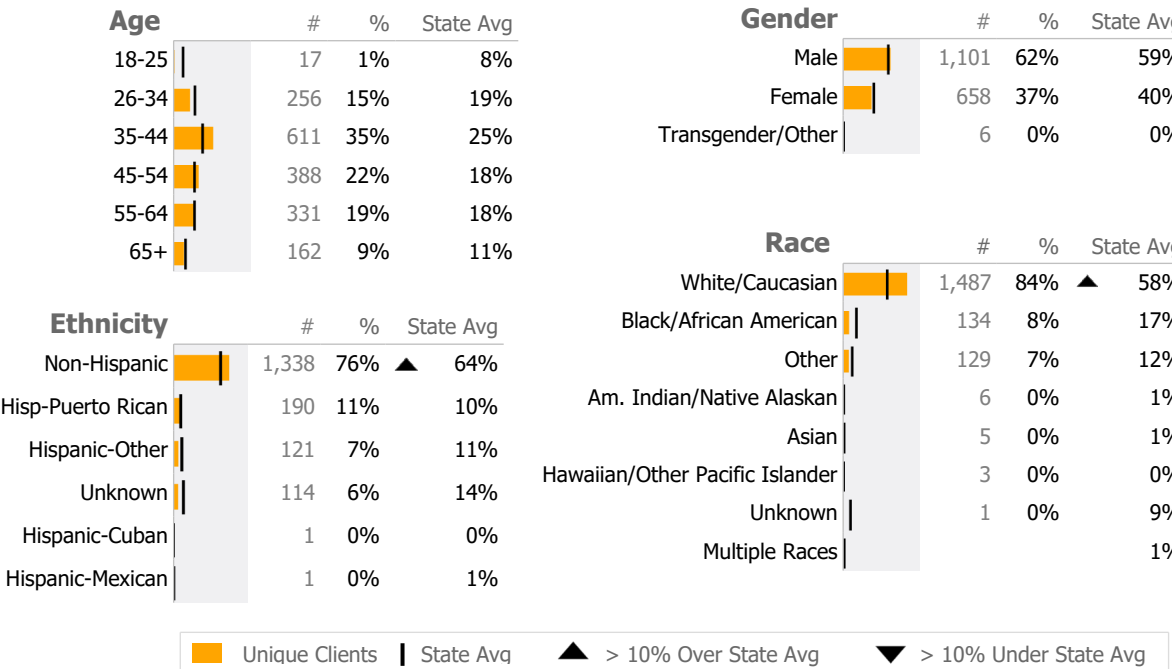 Age # % State Avg
18-25 17 1% 8%
26-34 256 15% 19%
35-44 611 35% 25%
45-54 388 22% 18%
55-64 331 19% 18%
65+ 162 9% 11%
Ethnicity # % State Avg
Non-Hispanic 1,338 76% ▲ 64%
Hisp-Puerto Rican 190 11% 10%
Hispanic-Other 121 7% 11%
Unknown 114 6% 14%
Hispanic-Cuban 1 0% 0%
Hispanic-Mexican 1 0% 1%
Gender # % State Avg
Male 1,101 62% 59%
Female 658 37% 40%
Transgender/Other 6 0% 0%
Race # % State Avg
White/Caucasian 1,487 84% ▲ 58%
Black/African American 134 8% 17%
Other 129 7% 12%
Am. Indian/Native Alaskan 6 0% 1%
Asian 5 0% 1%
Hawaiian/Other Pacific Islander 3 0% 0%
Unknown 1 0% 9%
Multiple Races 1%
Unique Clients | State Avg ▲ > 10% Over State Avg ▼ > 10% Under State Avg